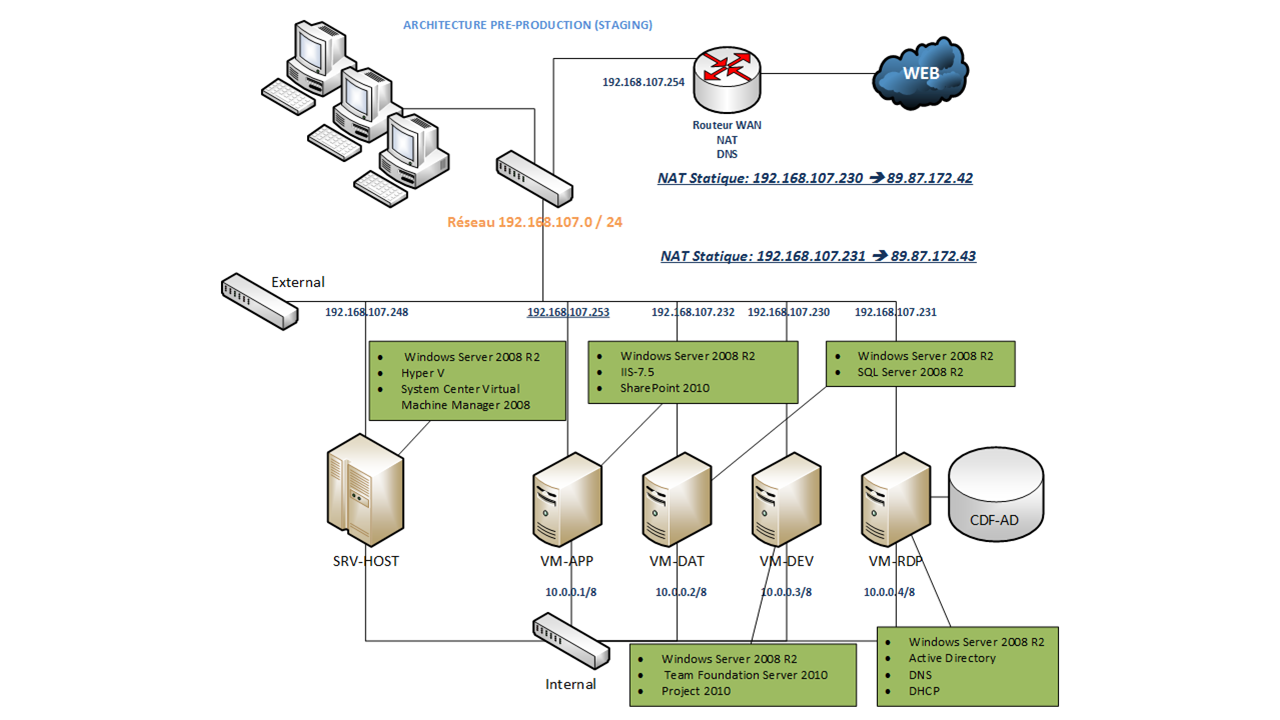 ARCHITECTURE PRE-PRODUCTION (STAGING)
WEB
192.168.107.254
Routeur WAN
NAT
DNS
NAT Statique: 192.168.107.230 ➔ 89.87.172.42
Réseau 192.168.107.0 / 24
NAT Statique: 192.168.107.231 ➔ 89.87.172.43
External
192.168.107.248
192.168.107.253
192.168.107.232
192.168.107.230
192.168.107.231
• Windows Server 2008 R2
• Hyper V
• System Center Virtual
Machine Manager 2008
• Windows Server 2008 R2
• IIS-7.5
• SharePoint 2010
• Windows Server 2008 R2
• SQL Server 2008 R2
CDF-AD
SRV-HOST
VM-APP
VM-DAT
VM-DEV
VM-RDP
10.0.0.1/8
10.0.0.2/8
10.0.0.3/8
10.0.0.4/8
Internal
• Windows Server 2008 R2
• Team Foundation Server 2010
• Project 2010
• Windows Server 2008 R2
• Active Directory
• DNS
• DHCP